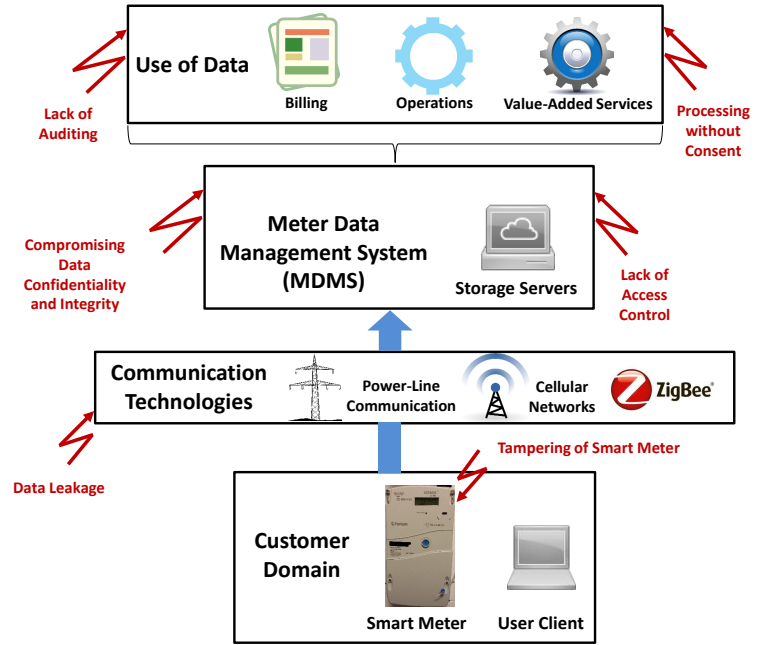 Use of Data
Billing
Operations
Value-Added Services
Lack of
Auditing
Processing
without
Consent
Meter Data
Management System
(MDMS)
Storage Servers
Compromising
Data
Confidentiality
and Integrity
Lack of
Access
Control
Communication
Technologies
Power-Line
Communication
Cellular
Networks
ZigBee®
Data Leakage
Tampering of Smart Meter
Customer
Domain
Smart Meter
User Client